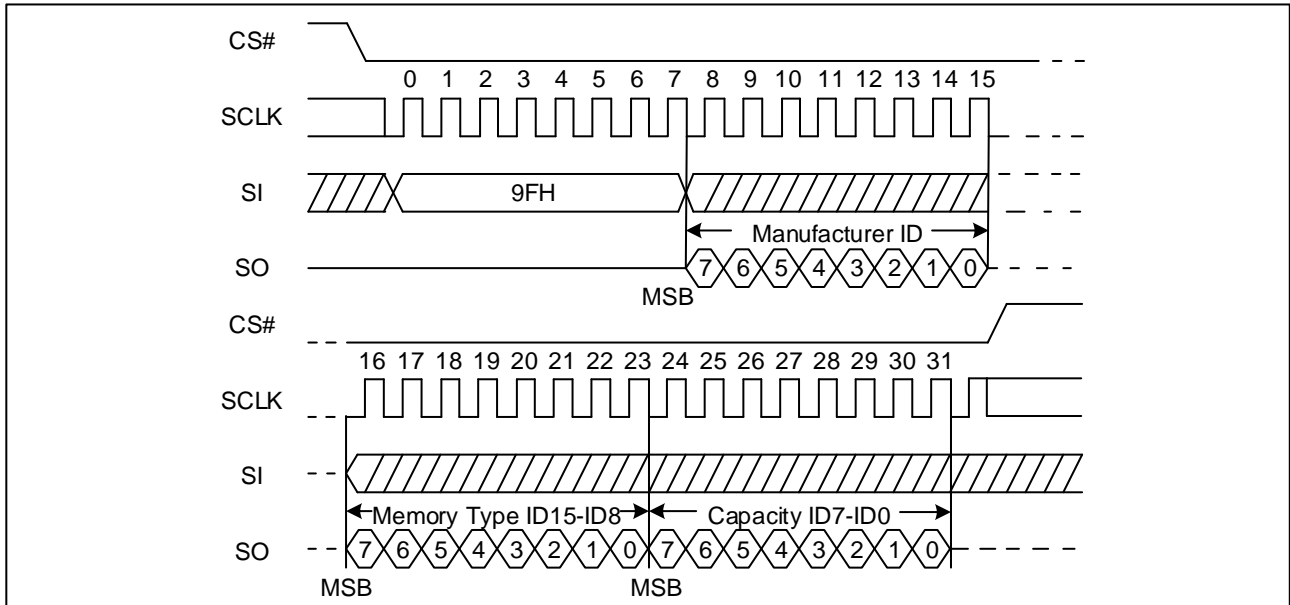 CS#
0 1 2 3 4 5 6 7 8 9 10 11 12 13 14 15
SCLK
SI 9FH
Manufacturer ID
SO 7 6 5 4 3 2 1 0
MSB
CS#
16 17 18 19 20 21 22 23 24 25 26 27 28 29 30 31
SCLK
SI
Memory Type ID15-ID8 Capacity ID7-ID0
SO 7 6 5 4 3 2 1 0 7 6 5 4 3 2 1 0
MSB MSB